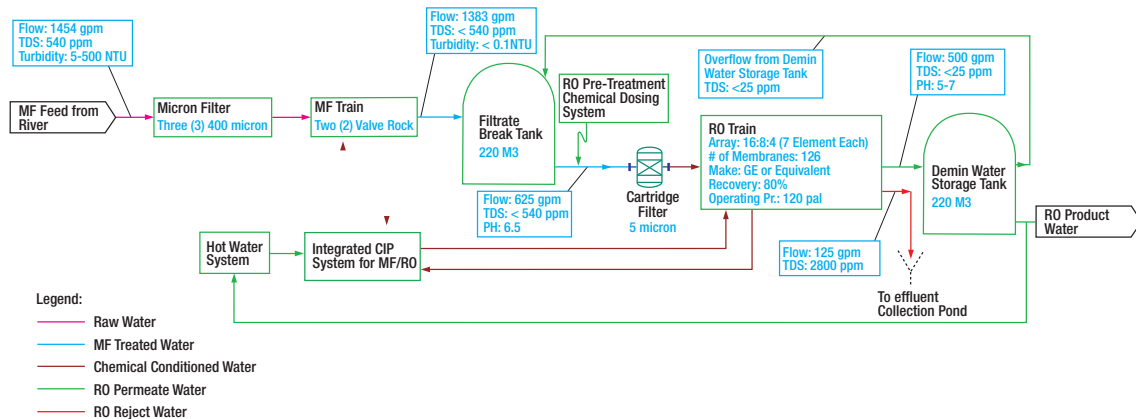 Flow: 1454 gpm
TDS: 540 ppm
Turbidity: 5-500 NTU
MF Feed from
River
Micron Filter
Three (3) 400 micron
MF Train
Two (2) Valve Rock
Flow: 1383 gpm
TDS: < 540 ppm
Turbidity: < 0.1NTU
Filtrate
Break Tank
220 M3
RO Pre-Treatment
Chemical Dosing
System
Overflow from Demin
Water Storage Tank
TDS: <25 ppm
Flow: 500 gpm
TDS: <25 ppm
PH: 5-7
RO Train
Array: 16:8:4 (7 Element Each)
# of Membranes: 126
Make: GE or Equivalent
Recovery: 80%
Operating Pr.: 120 pal
Demin Water
Storage Tank
220 M3
Flow: 625 gpm
TDS: < 540 ppm
PH: 6.5
Cartridge
Filter
5 micron
RO Product
Water
Hot Water
System
Integrated CIP
System for MF/RO
Flow: 125 gpm
TDS: 2800 ppm
To effluent
Collection Pond
Legend:
Raw Water
MF Treated Water
Chemical Conditioned Water
RO Permeate Water
RO Reject Water